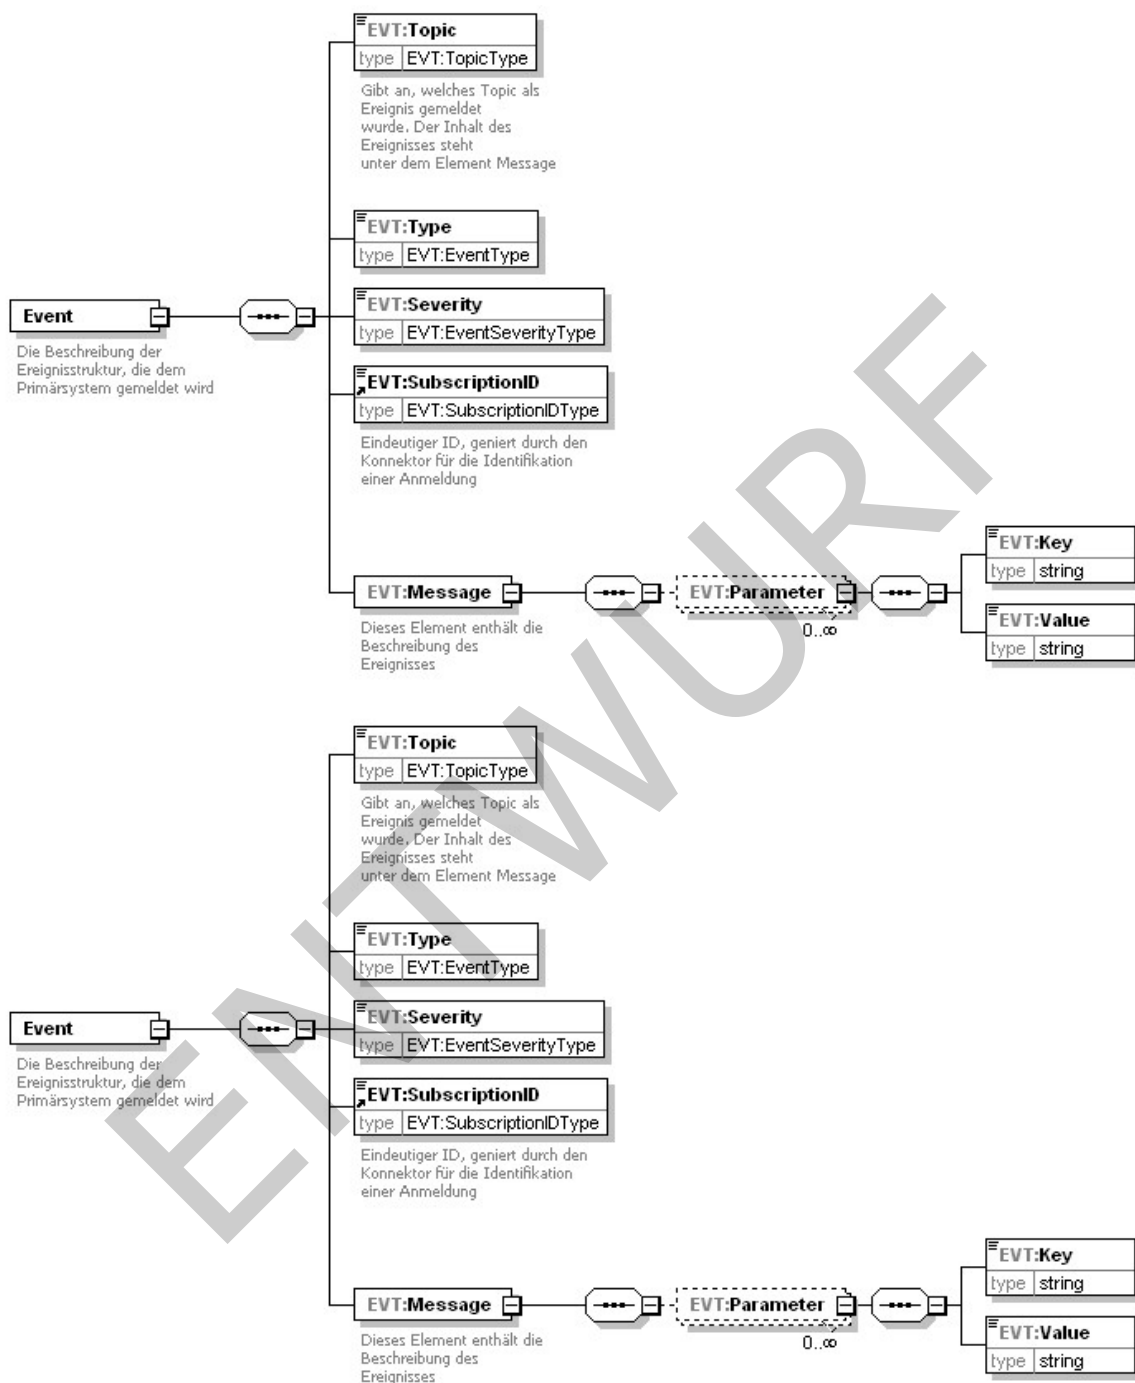 EVT:Topic
type EVT:TopicType
Gibt an, welches Topic als
Ereignis gemeldet
wurde. Der Inhalt des
Ereignisses steht
unter dem Element Message
EVT:Type
type EVT:EventType
Event
Die Beschreibung der
Ereignisstruktur, die dem
Primärsystem gemeldet wird
EVT:Severity
type EVT:EventSeverityType
EVT:SubscriptionID
type EVT:SubscriptionIDType
Eindeutiger ID, geniert durch den
Konnektor für die Identifikation
einer Anmeldung
EVT:Message
Dieses Element enthält die
Beschreibung des
Ereignisses
EVT:Parameter
0..∞
EVT:Key
type string
EVT:Value
type string
EVT:Topic
type EVT:TopicType
Gibt an, welches Topic als
Ereignis gemeldet
wurde. Der Inhalt des
Ereignisses steht
unter dem Element Message
EVT:Type
type EVT:EventType
Event
Die Beschreibung der
Ereignisstruktur, die dem
Primärsystem gemeldet wird
EVT:Severity
type EVT:EventSeverityType
EVT:SubscriptionID
type EVT:SubscriptionIDType
Eindeutiger ID, geniert durch den
Konnektor für die Identifikation
einer Anmeldung
EVT:Message
Dieses Element enthält die
Beschreibung des
Ereignisses
EVT:Parameter
0..∞
EVT:Key
type string
EVT:Value
type string
ENTWURF